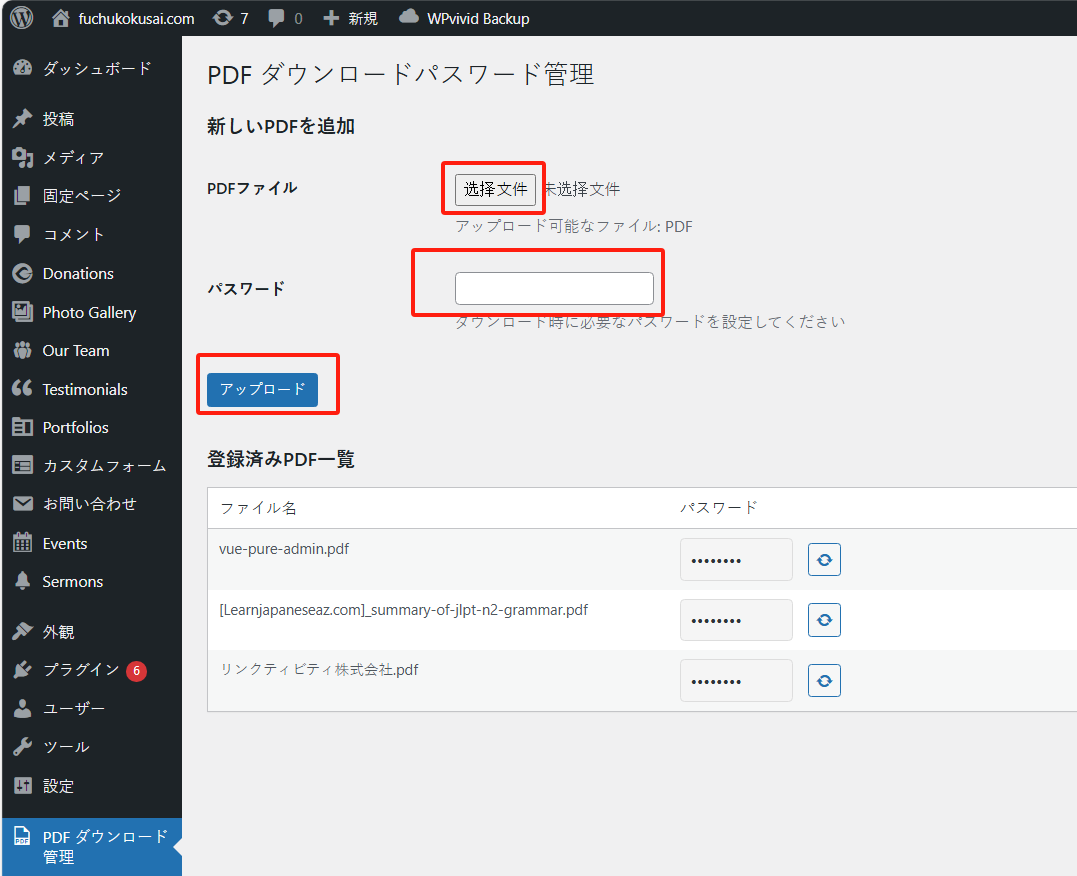 fuchukokusai.com 7 0 新規 WPvivid Backup
ダッシュボード
投稿
メディア
固定ページ
コメント
Donations
Photo Gallery
Our Team
Testimonials
Portfolios
カスタムフォーム
お問い合わせ
Events
Sermons
外観
プラグイン 6
ユーザー
ツール
設定
PDF ダウンロード
管理
PDF ダウンロードパスワード管理
新しいPDFを追加
PDFファイル 选择文件 未选择文件
アップロード可能なファイル: PDF
パスワード
ダウンロード時に必要なパスワードを設定してください
アップロード
登録済みPDF一覧
ファイル名 パスワード
vue-pure-admin.pdf ••••••••
[Learnjapaneseaz.com]_summary-of-jlpt-n2-grammar.pdf ••••••••
リンクティビティ株式会社.pdf ••••••••